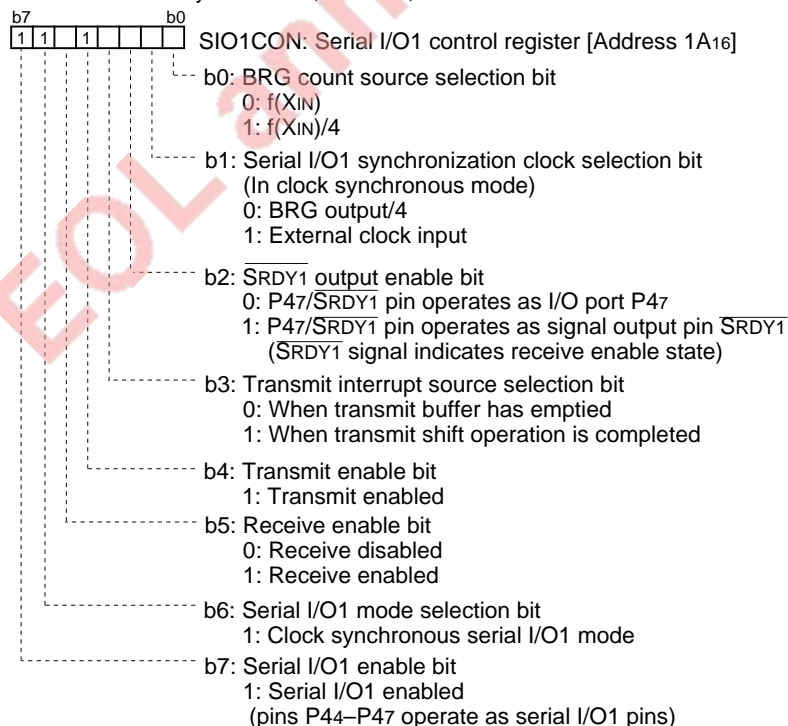 b7 b0
1 1 1 SIO1CON: Serial I/O1 control register [Address 1A16]
b0: BRG count source selection bit
0: f(XIN)
1: f(XIN)/4
b1: Serial I/O1 synchronization clock selection bit
(In clock synchronous mode)
0: BRG output/4
1: External clock input
b2: SRDY1 output enable bit
0: P47/SRDY1 pin operates as I/O port P47
1: P47/SRDY1 pin operates as signal output pin SRDY1
(SRDY1 signal indicates receive enable state)
b3: Transmit interrupt source selection bit
0: When transmit buffer has emptied
1: When transmit shift operation is completed
b4: Transmit enable bit
1: Transmit enabled
b5: Receive enable bit
0: Receive disabled
1: Receive enabled
b6: Serial I/O1 mode selection bit
1: Clock synchronous serial I/O1 mode
b7: Serial I/O1 enable bit
1: Serial I/O1 enabled
(pins P44–P47 operate as serial I/O1 pins)
EOL ann